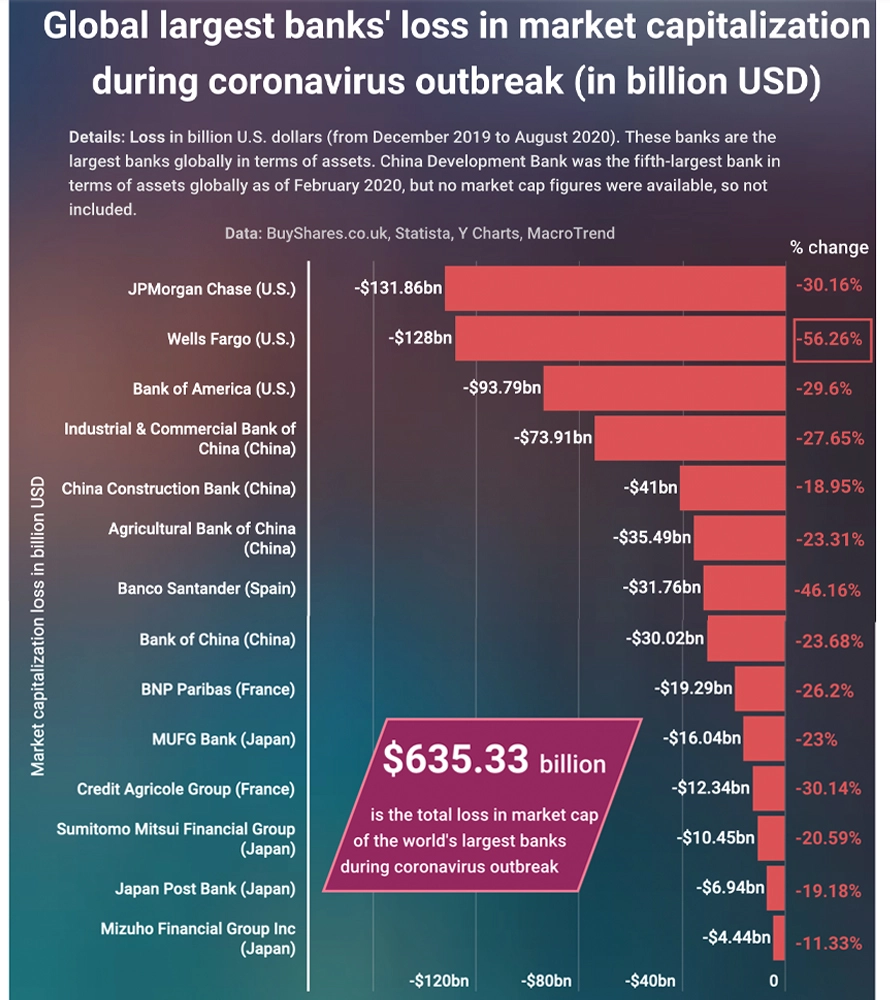 Global largest banks' loss in market capitalization
during coronavirus outbreak (in billion USD)
Details: Loss in billion U.S. dollars (from December 2019 to August 2020). These banks are the
largest banks globally in terms of assets. China Development Bank was the fifth-largest bank in
terms of assets globally as of February 2020, but no market cap figures were available, so not
included.
Data: BuyShares.co.uk, Statista, Y Charts, MacroTrend
% change
Market capitalization loss in billion USD
JPMorgan Chase (U.S.) -$131.86bn -30.16%
Wells Fargo (U.S.) -$128bn -56.26%
Bank of America (U.S.) -$93.79bn -29.6%
Industrial & Commercial Bank of
China (China) -$73.91bn -27.65%
China Construction Bank (China) -$41bn -18.95%
Agricultural Bank of China
(China) -$35.49bn -23.31%
Banco Santander (Spain) -$31.76bn -46.16%
Bank of China (China) -$30.02bn -23.68%
BNP Paribas (France) -$19.29bn -26.2%
MUFG Bank (Japan) -$16.04bn -23%
Credit Agricole Group (France) -$12.34bn -30.14%
Sumitomo Mitsui Financial Group
(Japan) -$10.45bn -20.59%
Japan Post Bank (Japan) -$6.94bn -19.18%
Mizuho Financial Group Inc
(Japan) -$4.44bn -11.33%
$635.33 billion
is the total loss in market cap
of the world's largest banks
during coronavirus outbreak
-$120bn -$80bn -$40bn 0